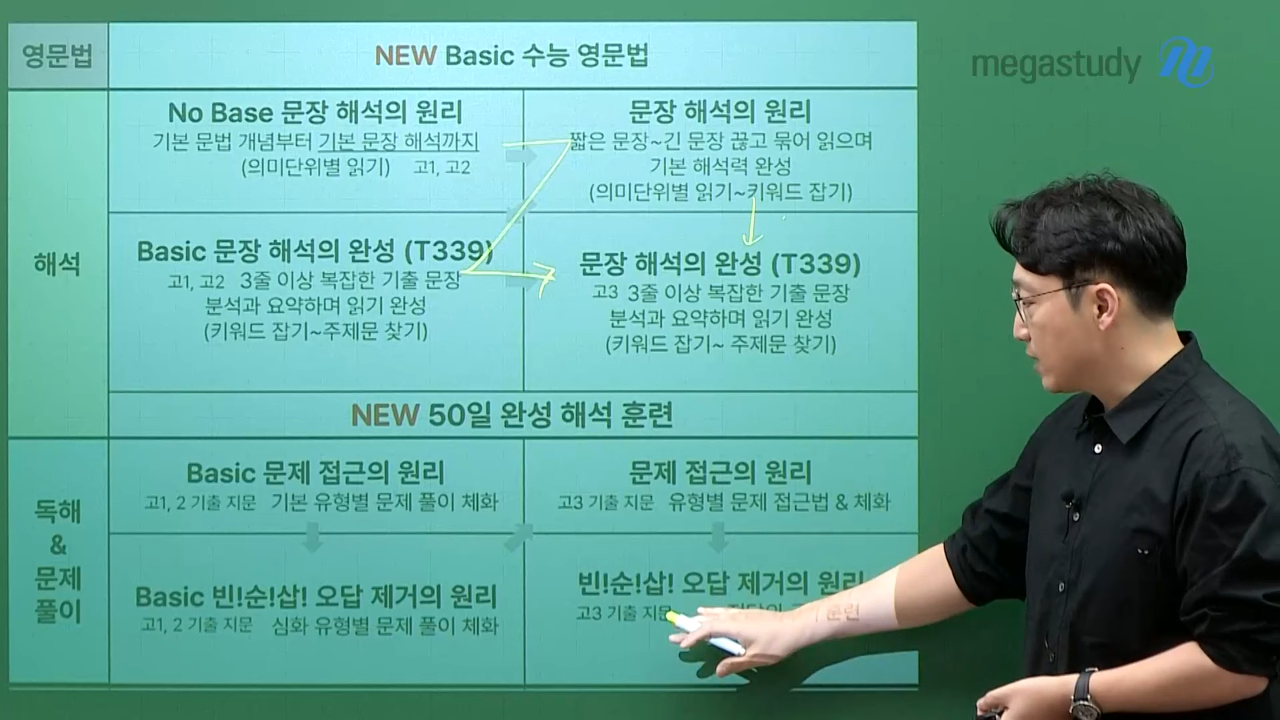 megastudy
영문법
NEW Basic 수능 영문법
해석
No Base 문장 해석의 원리
기본 문법 개념부터 기본 문장 해석까지
(의미단위별 읽기) 고1, 고2
문장 해석의 원리
짧은 문장~긴 문장 끊고 묶어 읽으며
기본 해석력 완성
(의미단위별 읽기~키워드 잡기)
Basic 문장 해석의 완성 (T339)
고1, 고2 3줄 이상 복잡한 기출 문장
분석과 요약하며 읽기 완성
(키워드 잡기~주제문 찾기)
문장 해석의 완성 (T339)
고3 3줄 이상 복잡한 기출 문장
분석과 요약하며 읽기 완성
(키워드 잡기~ 주제문 찾기)
NEW 50일 완성 해석 훈련
독해
&
문제
풀이
Basic 문제 접근의 원리
고1, 2 기출 지문 기본 유형별 문제 풀이 체화
문제 접근의 원리
고3 기출 지문 유형별 문제 접근법 & 체화
Basic 빈!순!삽! 오답 제거의 원리
고1, 2 기출 지문 심화 유형별 문제 풀이 체화
빈!순!삽! 오답 제거의 원리
고3 기출 지문 훈련